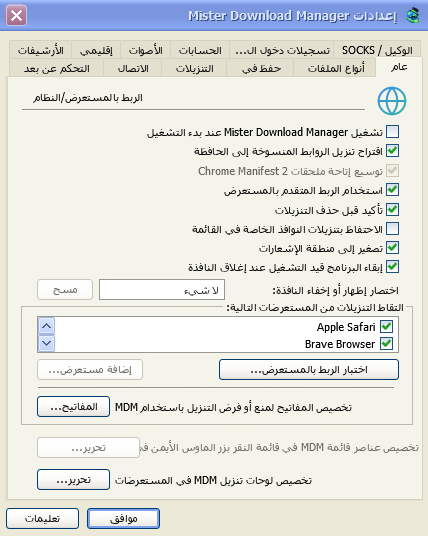 إعدادات Mister Download Manager
الوكيل / SOCKS
تسجيلات دخول ال...
الحسابات
الأصوات
إقليمي
الأرشيفات
عام
أنواع الملفات
حفظ في
التنزيلات
الاتصال
التحكم عن بعد
الربط بالمستعرض/النظام
تشغيل Mister Download Manager عند بدء التشغيل
اقتراح تنزيل الروابط المنسوخة إلى الحافظة
توسيع إتاحة ملحقات Chrome Manifest 2
استخدام الربط المتقدم بالمستعرض
تأكيد قبل حذف التنزيلات
الاحتفاظ بتنزيلات النوافذ الخاصة في القائمة
تصغير إلى منطقة الإشعارات
إبقاء البرنامج قيد التشغيل عند إغلاق النافذة
اختصار إظهار أو إخفاء النافذة:
لا شيء
مسح
التقاط التنزيلات من المستعرضات التالية:
Apple Safari
Brave Browser
اختبار الربط بالمستعرض...
إضافة مستعرض...
تخصيص المفاتيح لمنع أو فرض التنزيل باستخدام MDM
المفاتيح...
تخصيص عناصر قائمة MDM في قائمة النقر بزر الماوس الأيمن في
تحرير...
تخصيص لوحات تنزيل MDM في المستعرضات
تحرير...
موافق
تعليمات